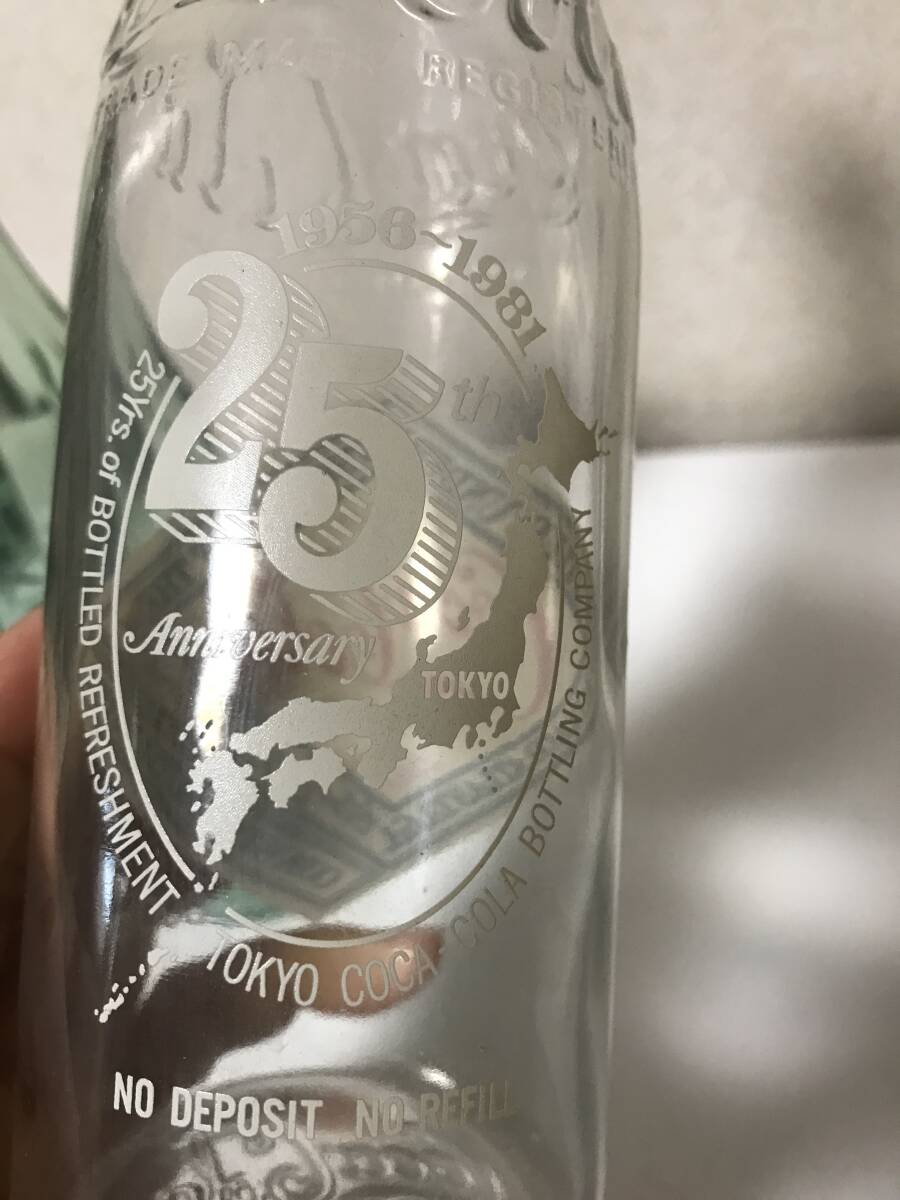 TRADE MARK REGISTERED
1956~1981
25th
Anniversary
25Yrs. of BOTTLED REFRESHMENT
TOKYO
TOKYO COCA-COLA BOTTLING COMPANY
NO DEPOSIT NO REFILL